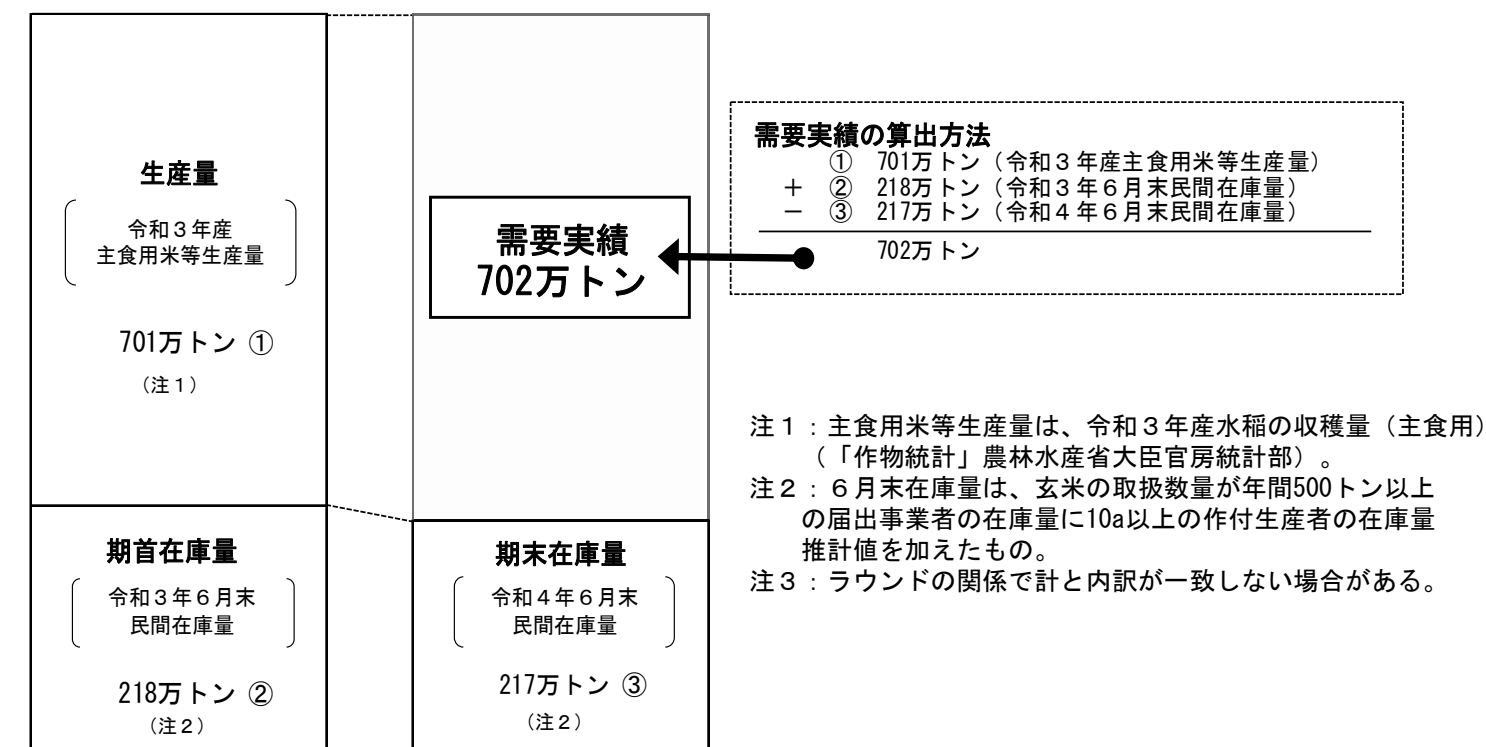 生産量
令和３年産
主食用米等生産量
701万トン ①
（注１）
期首在庫量
令和３年６月末
民間在庫量
218万トン ②
（注２）
需要実績
702万トン
期末在庫量
令和４年６月末
民間在庫量
217万トン ③
（注２）
需要実績の算出方法
① 701万トン（令和３年産主食用米等生産量）
＋ ② 218万トン（令和３年６月末民間在庫量）
－ ③ 217万トン（令和４年６月末民間在庫量）
702万トン
注１：主食用米等生産量は、令和３年産水稲の収穫量（主食用）
（「作物統計」農林水産省大臣官房統計部）。
注２：６月末在庫量は、玄米の取扱数量が年間500トン以上
の届出事業者の在庫量に10a以上の作付生産者の在庫量
推計値を加えたもの。
注３：ラウンドの関係で計と内訳が一致しない場合がある。